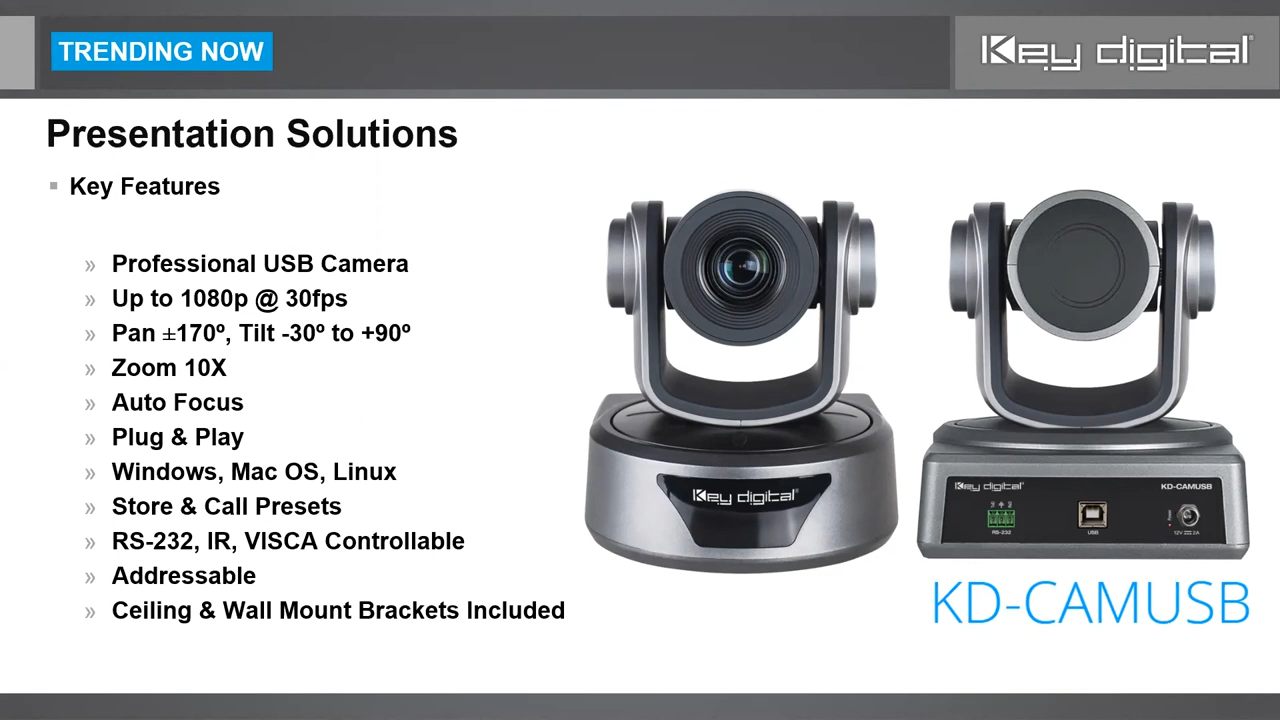 TRENDING NOW
Key digital
Presentation Solutions
Key Features
» Professional USB Camera
» Up to 1080p @ 30fps
» Pan ±170º, Tilt -30º to +90º
» Zoom 10X
» Auto Focus
» Plug & Play
» Windows, Mac OS, Linux
» Store & Call Presets
» RS-232, IR, VISCA Controllable
» Addressable
» Ceiling & Wall Mount Brackets Included
Key digital
Key digital
KD-CAMUSB
RS-232
USB
12V 2A
KD-CAMUSB